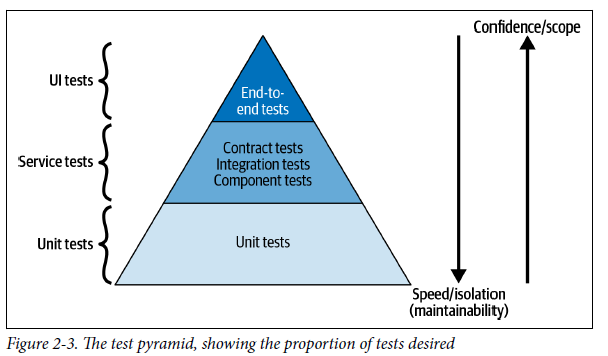 Confidence/scope
UI tests
End-to-
end tests
Service tests
Contract tests
Integration tests
Component tests
Unit tests
Unit tests
Speed/isolation
(maintainability)
Figure 2-3. The test pyramid, showing the proportion of tests desired